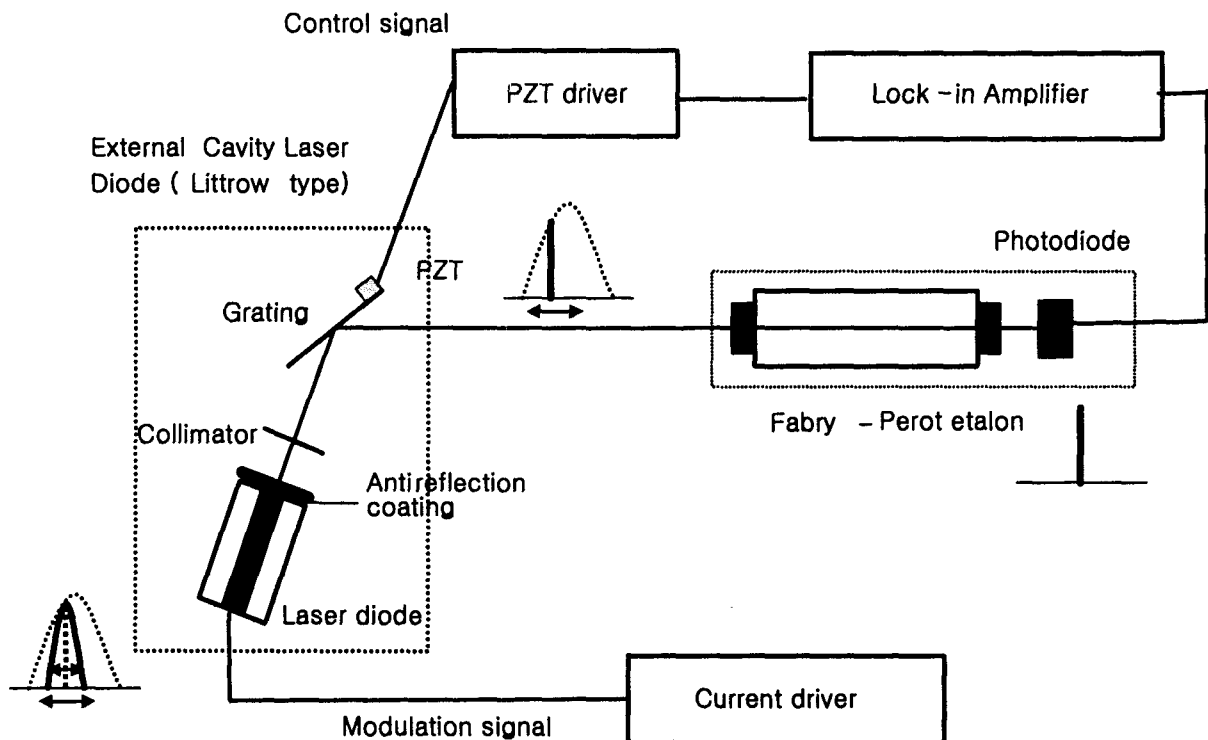 Control signal
PZT driver
Lock -in Amplifier
External Cavity Laser
Diode ( Littrow type)
PZT
Photodiode
Grating
Collimator
Fabry - Perot etalon
Antireflection
coating
Laser diode
Current driver
Modulation signal